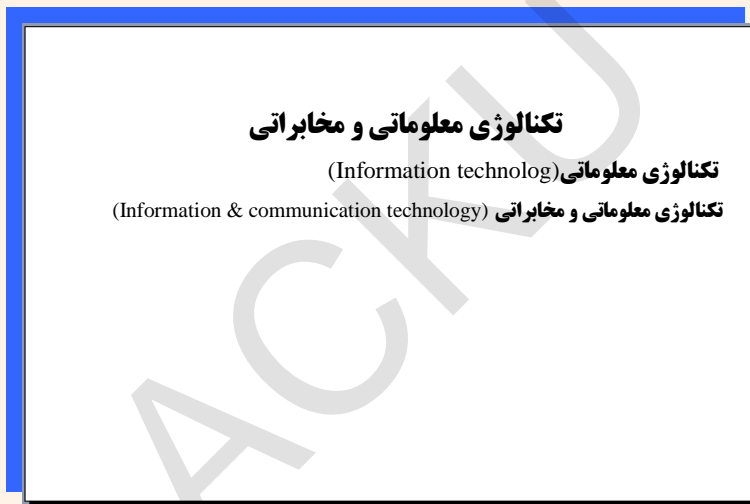 تکنالوژی معلوماتی و مخابراتی
تکنالوژی معلوماتی(Information technolog)
تکنالوژی معلوماتی و مخابراتی (Information & communication technology)
ACKU